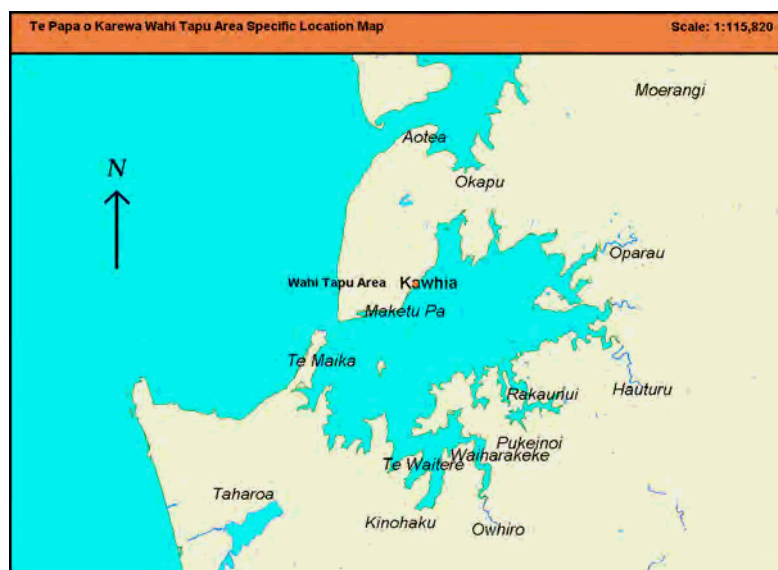 Te Papa o Karewa Wahi Tapu Area Specific Location Map
Scale: 1:115,820
Moerangi
Aotea
N
Okapu
Oparau
Wahi Tapu Area
Kawhia
Maketu Pa
Te Maika
Rakaunui
Hauturu
Pukeinoi
Waiharakeke
Te Waitere
Taharoa
Kinohaku
Owhiro